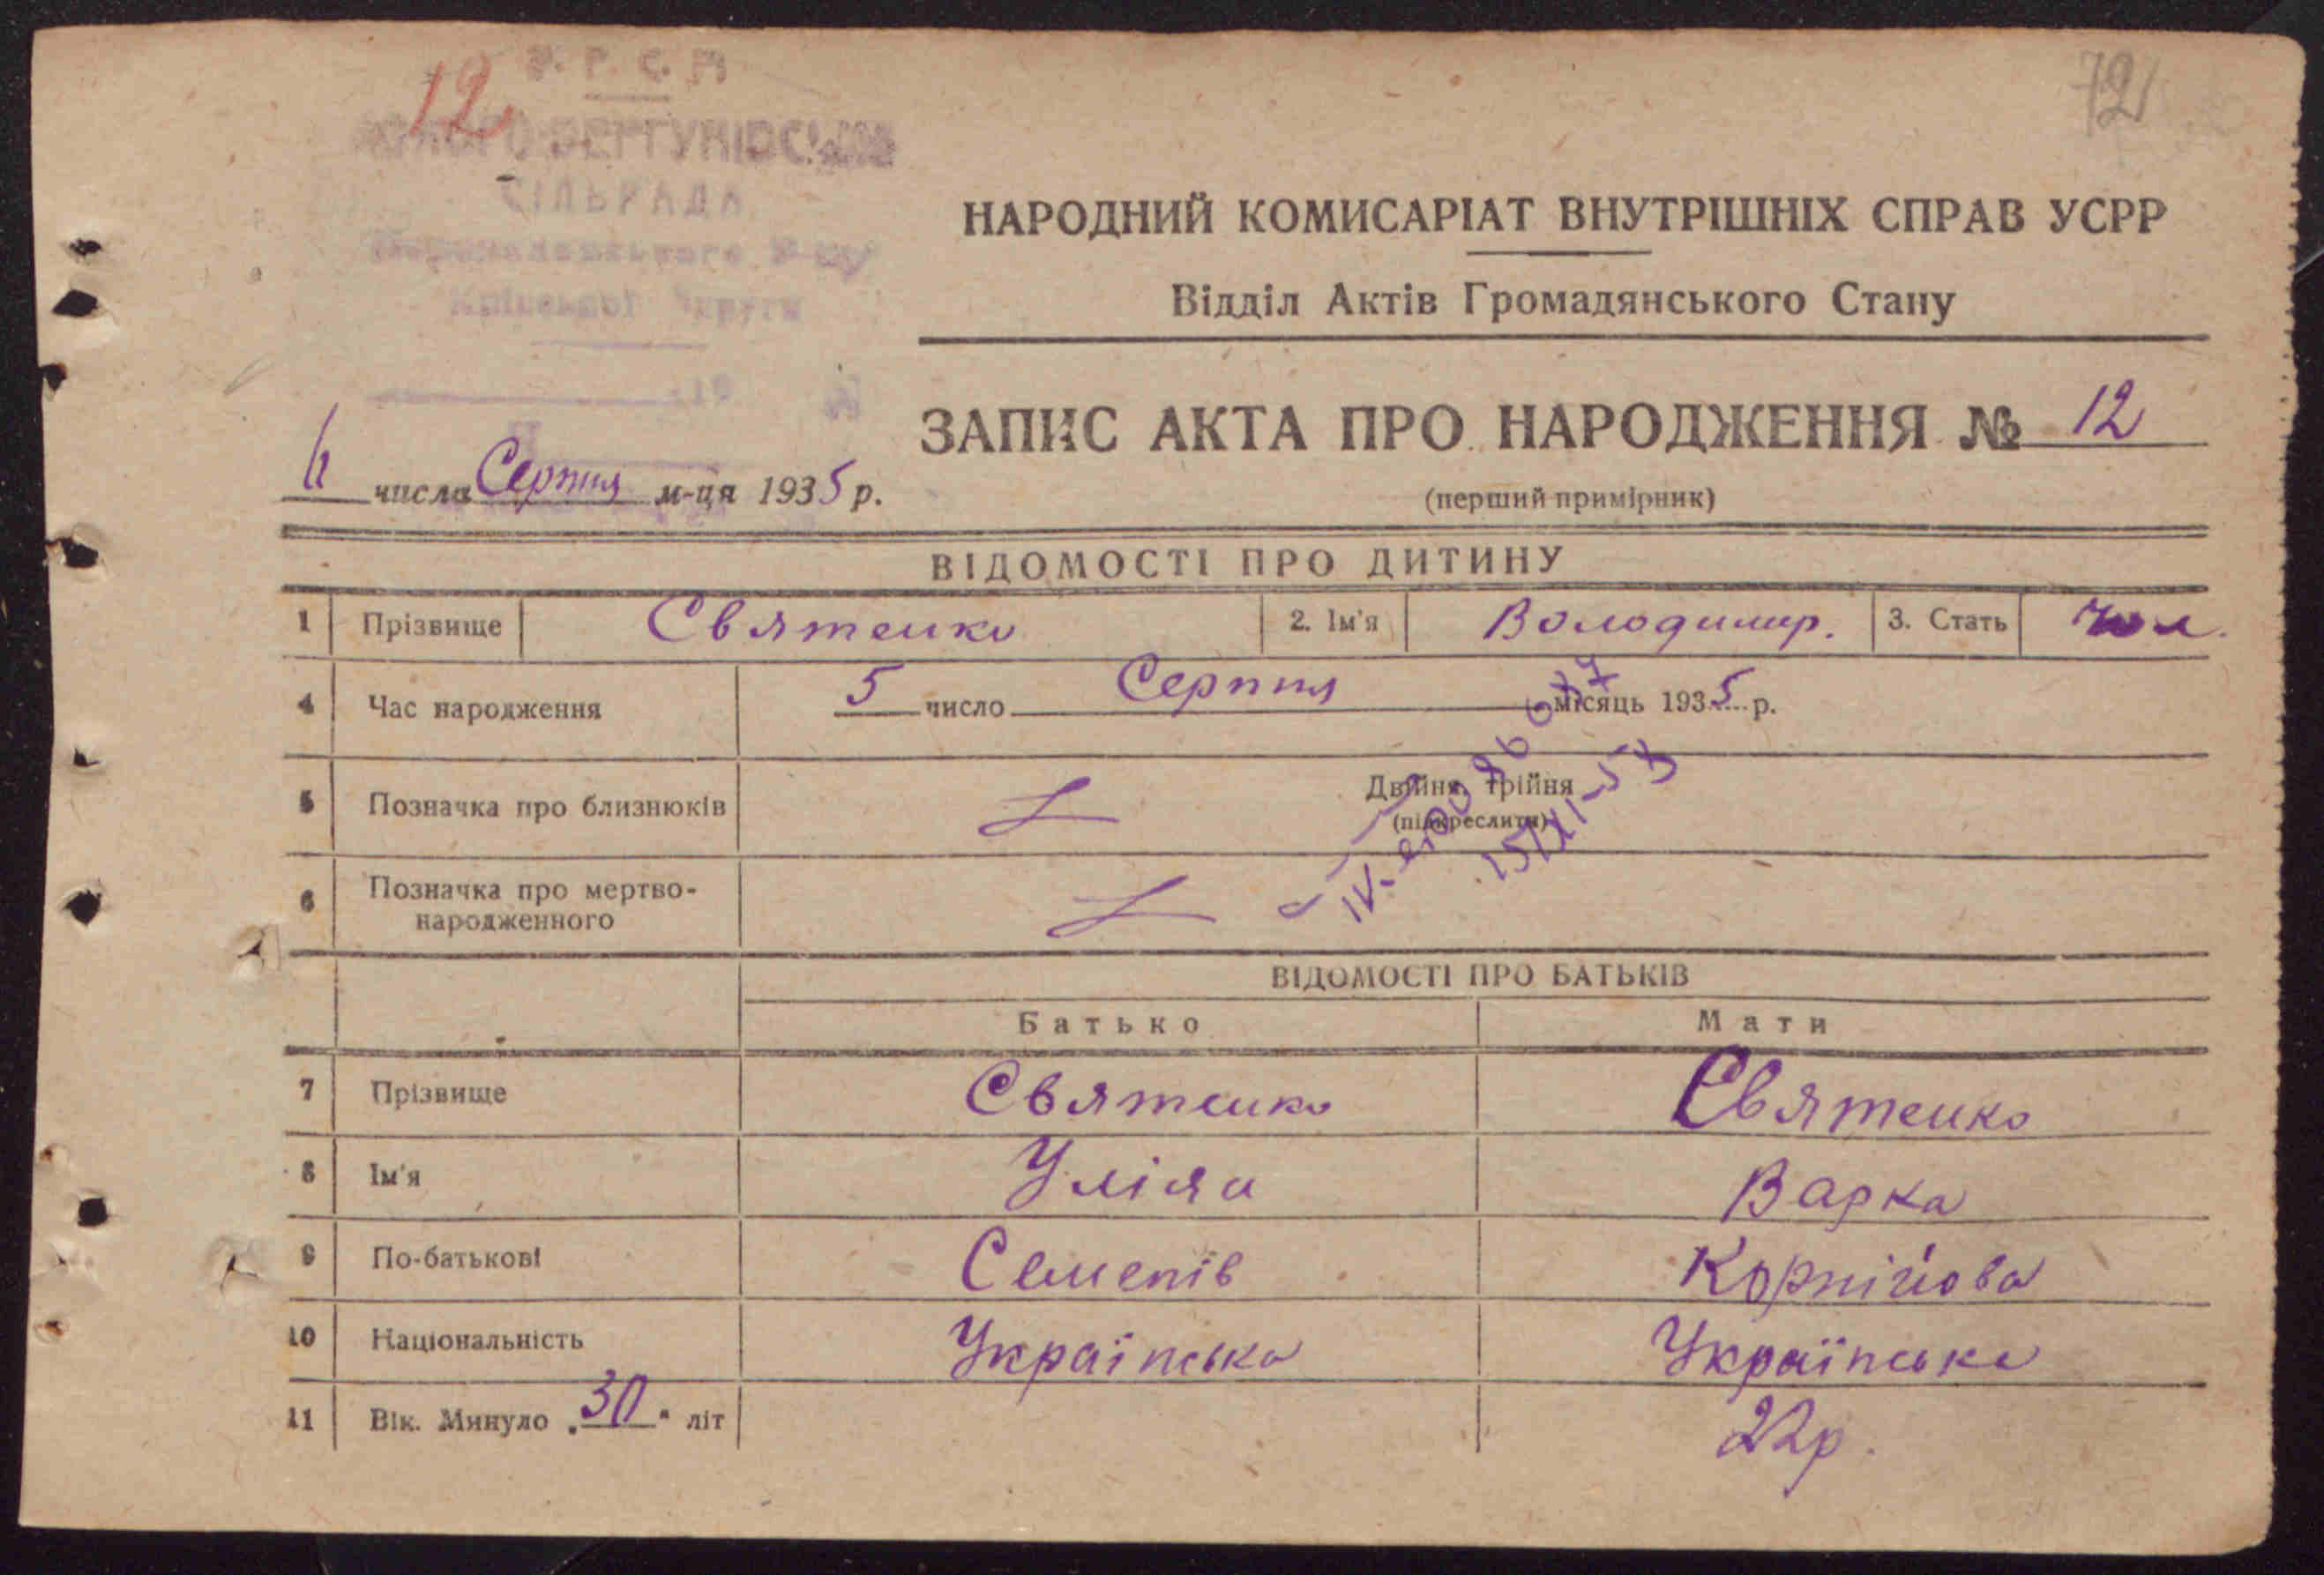 12
72
У. Р. С. Р.
СІЛЬРАДА
НАРОДНИЙ КОМИСАРІАТ ВНУТРІШНІХ СПРАВ УСРР
Відділ Актів Громадянського Стану
19
ЗАПИС АКТА ПРО НАРОДЖЕННЯ № 12
6 числа Серпня м-ця 1935 р.
(перший примірник)
ВІДОМОСТІ ПРО ДИТИНУ
1 Прізвище Святенко 2. Ім'я Володимир. 3. Стать чол.
4 Час народження 5 число Серпня місяць 1935 р.
5 Позначка про близнюків Двійня, трійня
(підкреслити)
6 Позначка про мертво-
народженного
ВІДОМОСТІ ПРО БАТЬКІВ
Батько Мати
7 Прізвище Святенко Святенко
8 Ім'я Уліян Варка
9 По-батькові Семенів Корнійова
10 Національність Українська Українська
11 Вік. Минуло „30" літ 22р.